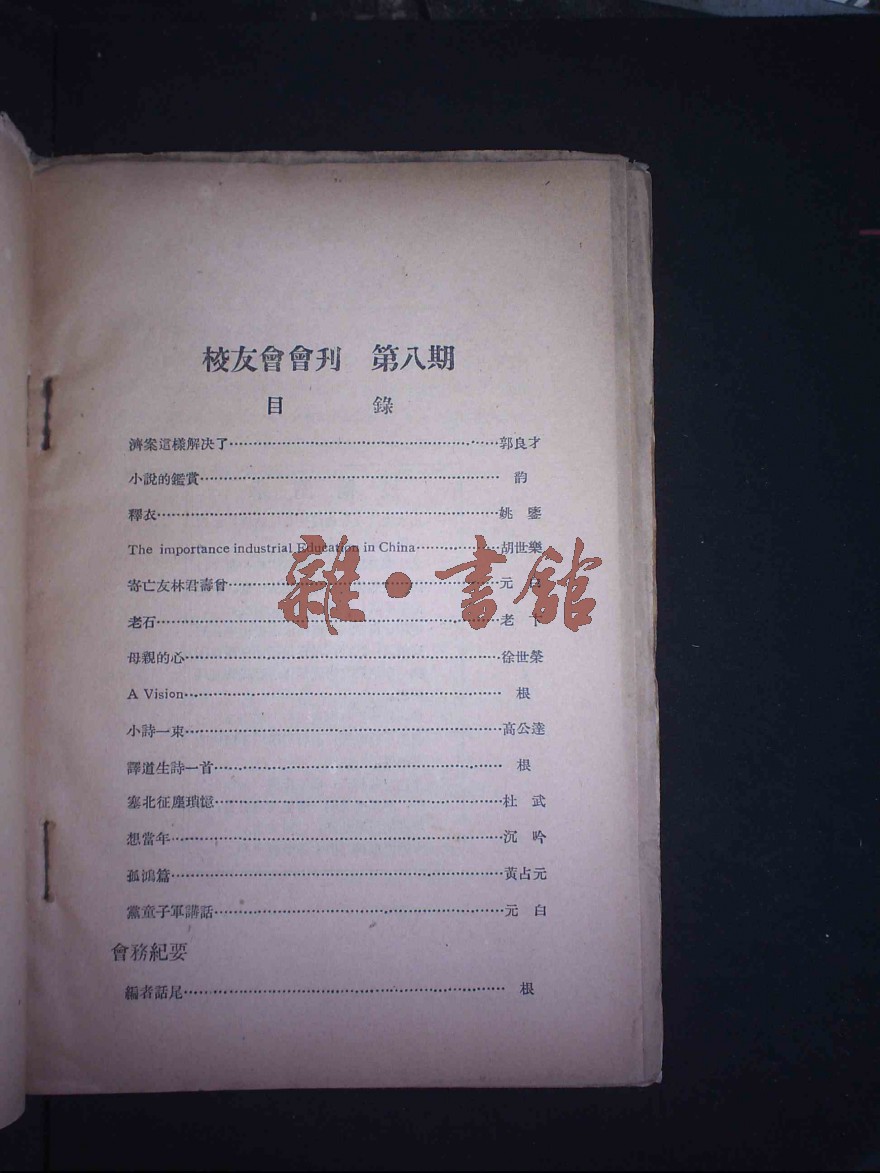 校友會會刊 第八期
目 錄
濟案這樣解决了……郭良才
小說的鑑賞……韵
釋衣……姚 鑒
The importance industrial Education in China……胡世樂
寄亡友林君壽曾……元
老石……老
母親的心……徐世榮
A Vision……根
小詩一束……高公達
譯道生詩一首……根
塞北征塵瑣憶……杜 武
想當年……沉 吟
孤鴻篇……黃占元
黨童子軍講話……元 白
會務紀要
編者話尾……根
雜·書館